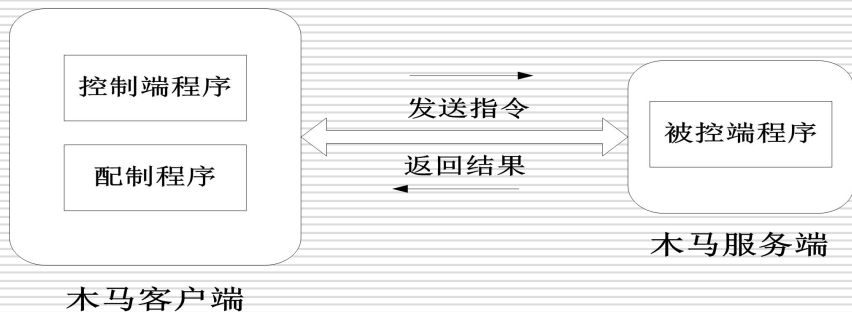 控制端程序
配制程序
木马客户端
发送指令
返回结果
被控端程序
木马服务端